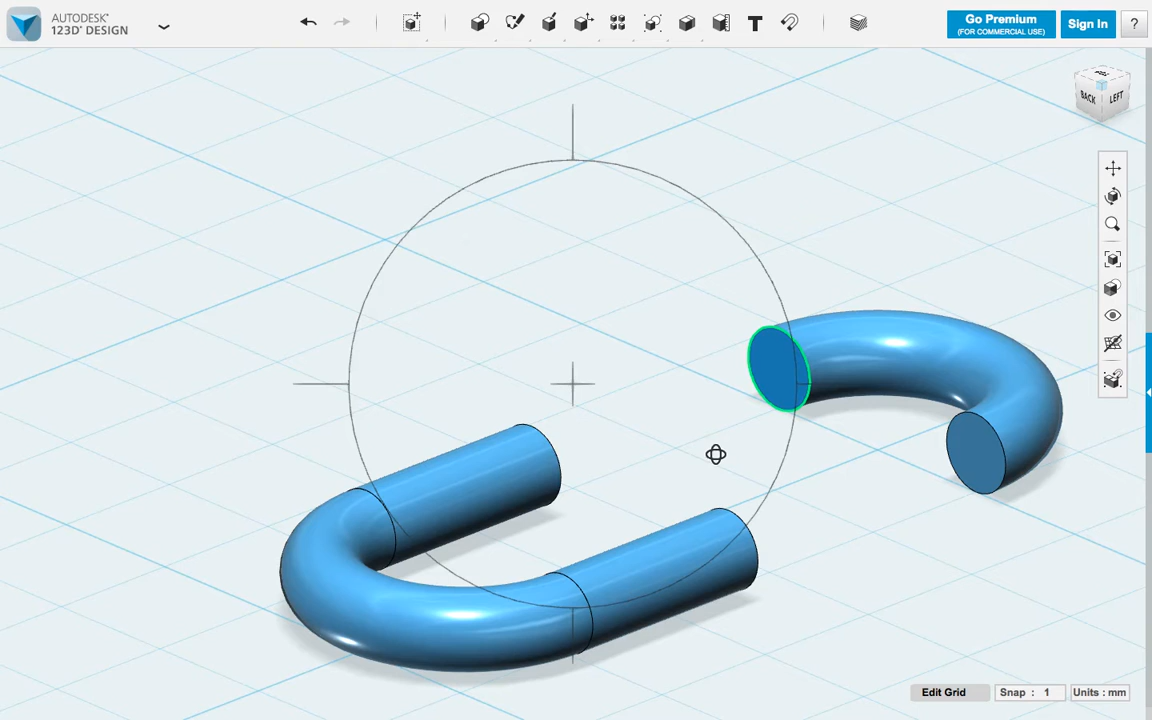 AUTODESK®
123D® DESIGN
T
Go Premium
(FOR COMMERCIAL USE)
Sign In
?
BACK
LEFT
Edit Grid
Snap : 1
Units : mm